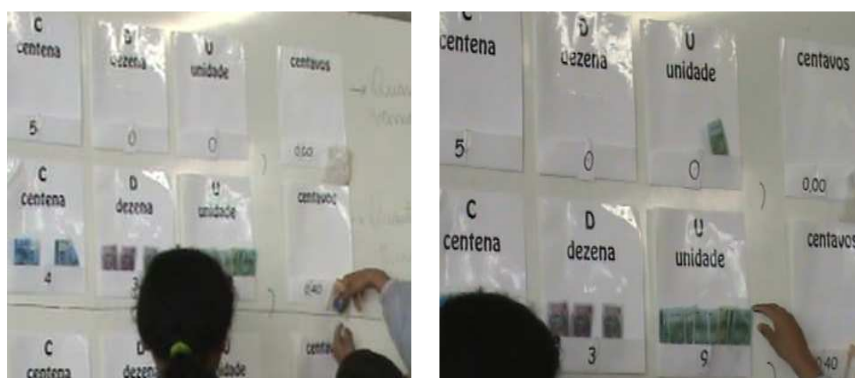 C
centena
D
dezena
U
unidade
centavos
5
0
0
)
0,00
C
centena
D
dezena
U
unidade
centavos
4
3
)
0,40
C
centena
D
U
C
centena
D
dezena
U
unidade
centavos
5
0
0
)
0,00
C
centena
D
dezena
U
unidade
centavos
3
9
)
0,40